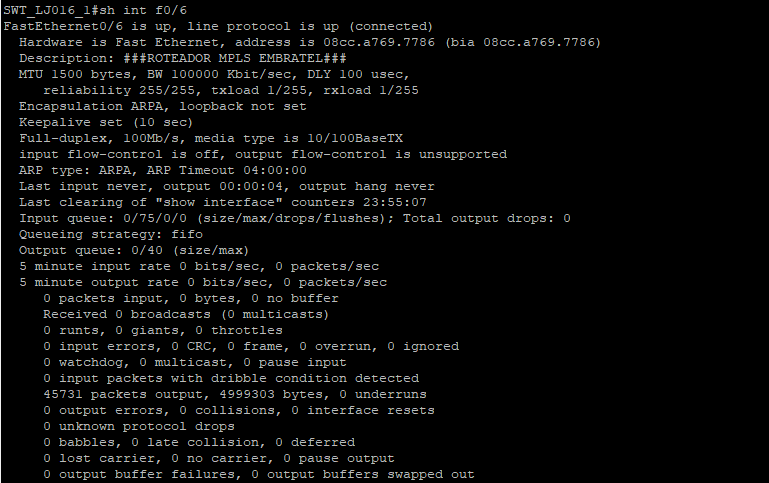 SWT_LJ016_1#sh int f0/6
FastEthernet0/6 is up, line protocol is up (connected)
Hardware is Fast Ethernet, address is 08cc.a769.7786 (bia 08cc.a769.7786)
Description: ###ROTEADOR MPLS EMBRATEL###
MTU 1500 bytes, BW 100000 Kbit/sec, DLY 100 usec,
reliability 255/255, txload 1/255, rxload 1/255
Encapsulation ARPA, loopback not set
Keepalive set (10 sec)
Full-duplex, 100Mb/s, media type is 10/100BaseTX
input flow-control is off, output flow-control is unsupported
ARP type: ARPA, ARP Timeout 04:00:00
Last input never, output 00:00:04, output hang never
Last clearing of "show interface" counters 23:55:07
Input queue: 0/75/0/0 (size/max/drops/flushes); Total output drops: 0
Queueing strategy: fifo
Output queue: 0/40 (size/max)
5 minute input rate 0 bits/sec, 0 packets/sec
5 minute output rate 0 bits/sec, 0 packets/sec
0 packets input, 0 bytes, 0 no buffer
Received 0 broadcasts (0 multicasts)
0 runts, 0 giants, 0 throttles
0 input errors, 0 CRC, 0 frame, 0 overrun, 0 ignored
0 watchdog, 0 multicast, 0 pause input
0 input packets with dribble condition detected
45731 packets output, 4999303 bytes, 0 underruns
0 output errors, 0 collisions, 0 interface resets
0 unknown protocol drops
0 babbles, 0 late collision, 0 deferred
0 lost carrier, 0 no carrier, 0 pause output
0 output buffer failures, 0 output buffers swapped out